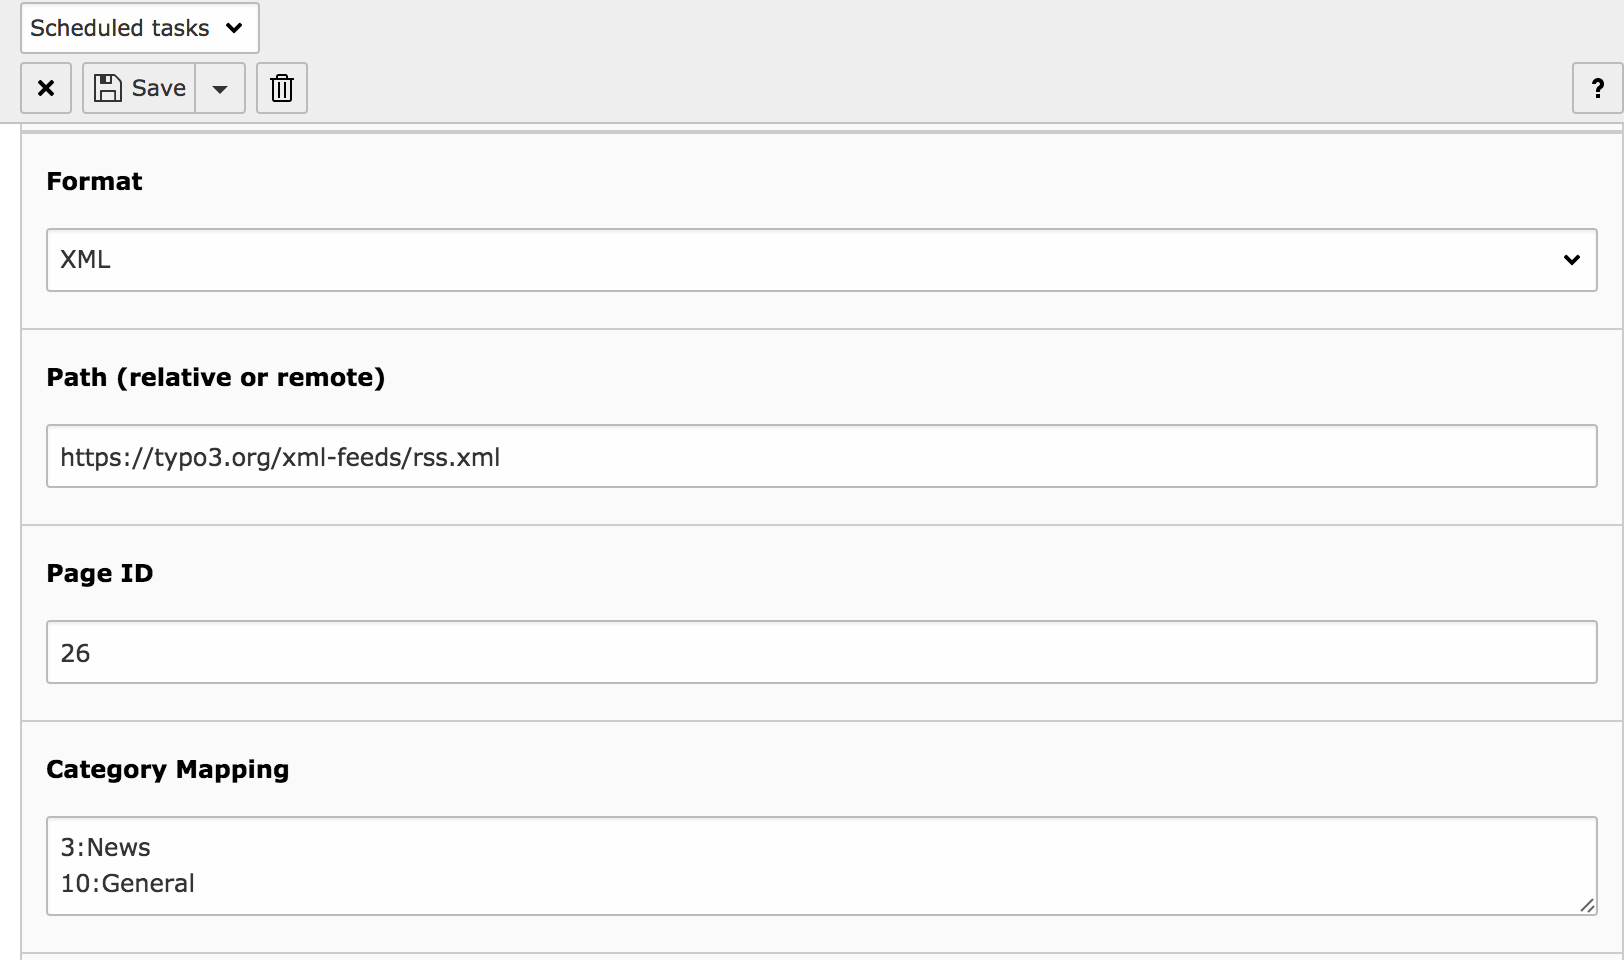 Scheduled tasks
Save
?
Format
XML
Path (relative or remote)
https://typo3.org/xml-feeds/rss.xml
Page ID
26
Category Mapping
3:News
10:General